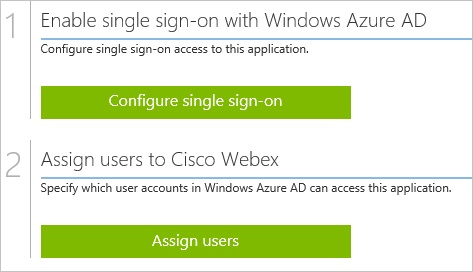 1
Enable single sign-on with Windows Azure AD
Configure single sign-on access to this application.
Configure single sign-on
2
Assign users to Cisco Webex
Specify which user accounts in Windows Azure AD can access this application.
Assign users